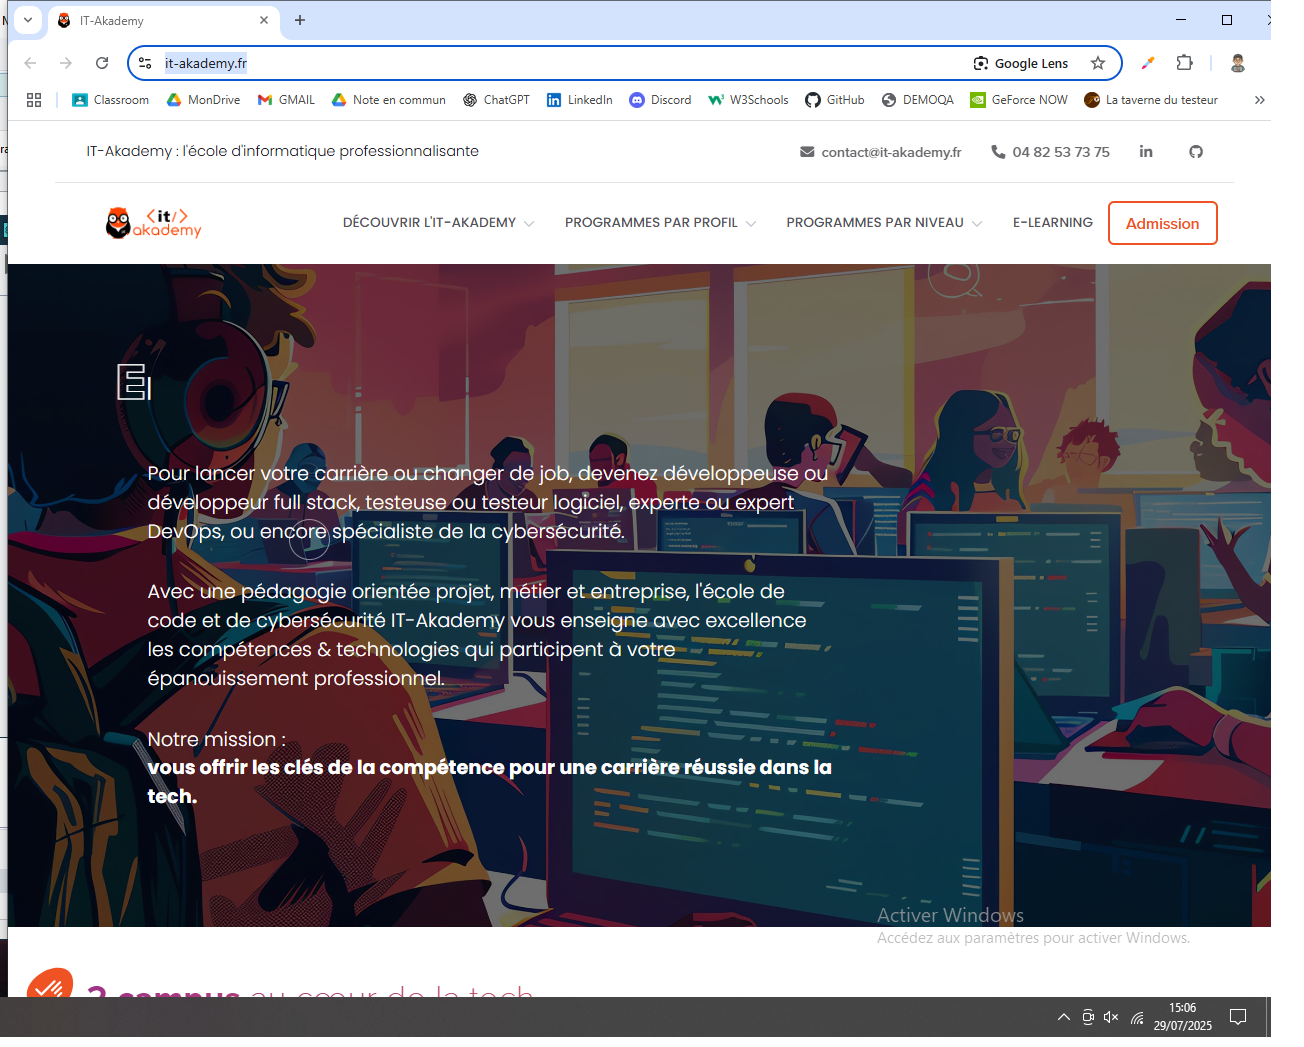 IT-Akademy
it-akademy.fr
Google Lens
Classroom
MonDrive
GMAIL
Note en commun
ChatGPT
LinkedIn
Discord
W3Schools
GitHub
DEMOQA
GeForce NOW
La taverne du testeur
IT-Akademy : l'école d'informatique professionnalisante
contact@it-akademy.fr
04 82 53 73 75
<it/>
akademy
DÉCOUVRIR L'IT-AKADEMY
PROGRAMMES PAR PROFIL
PROGRAMMES PAR NIVEAU
E-LEARNING
Admission
E
Pour lancer votre carrière ou changer de job, devenez développeuse ou
développeur full stack, testeuse ou testeur logiciel, experte ou expert
DevOps, ou encore spécialiste de la cybersécurité.
Avec une pédagogie orientée projet, métier et entreprise, l'école de
code et de cybersécurité IT-Akademy vous enseigne avec excellence
les compétences & technologies qui participent à votre
épanouissement professionnel.
Notre mission :
vous offrir les clés de la compétence pour une carrière réussie dans la
tech.
Activer Windows
Accédez aux paramètres pour activer Windows.
2 campus au cœur de la tech
15:06
29/07/2025